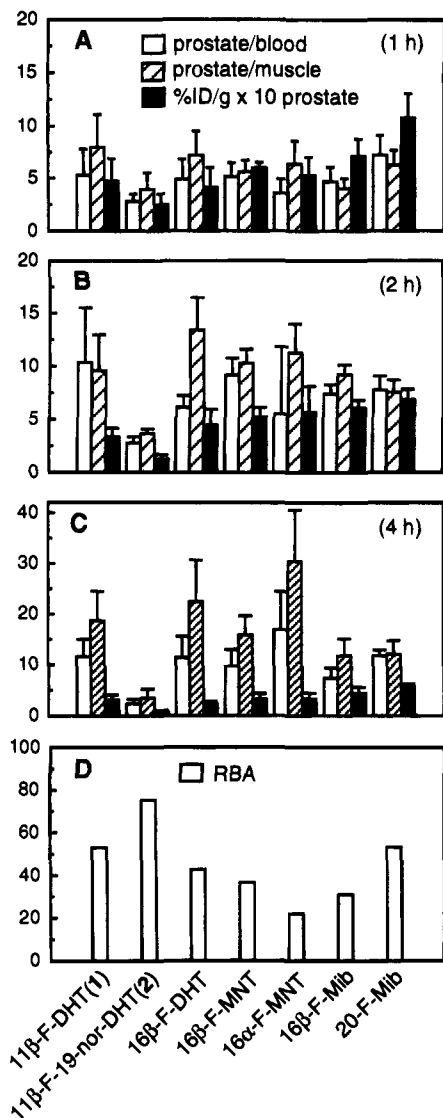 20
A
prostate/blood
(1 h)
prostate/muscle
15
%ID/g x 10 prostate
10
5
0
20
B
(2 h)
15
10
5
0
40
C
(4 h)
30
20
10
0
100
D
RBA
80
60
40
20
0
11β-F-DHT(1)
11β-F-19-nor-DHT(2)
16β-F-DHT
16β-F-MNT
16α-F-MNT
16β-F-Mib
20-F-Mib